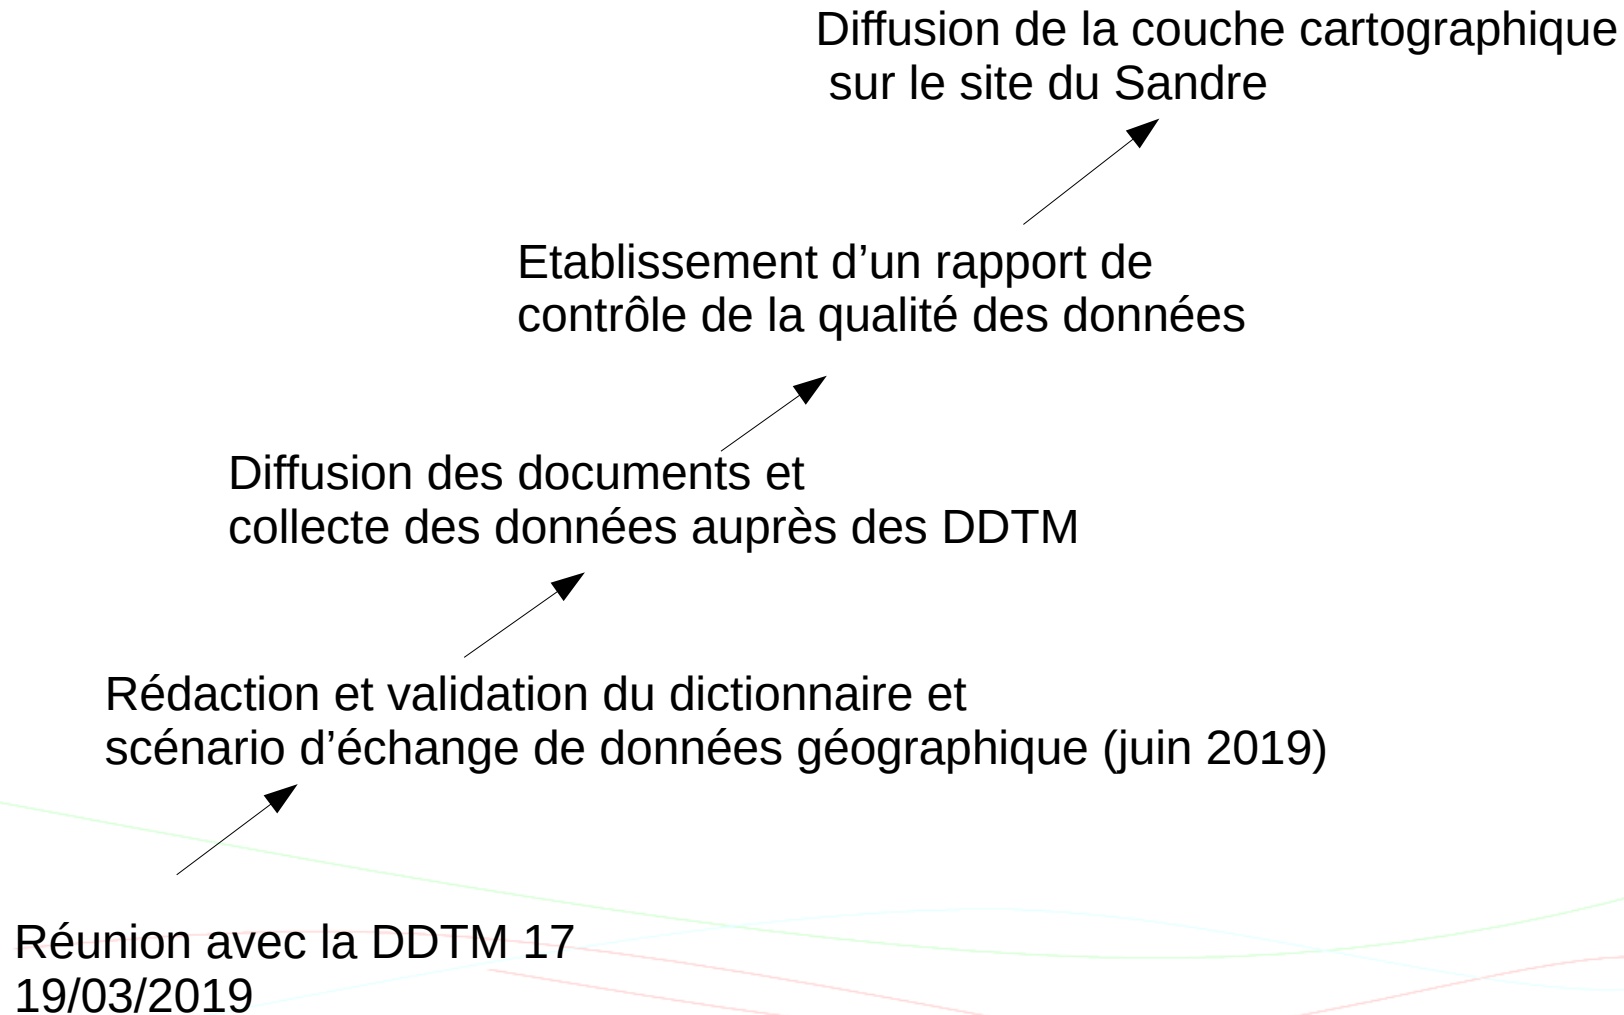 Diffusion de la couche cartographique
sur le site du Sandre
Etablissement d’un rapport de
contrôle de la qualité des données
Diffusion des documents et
collecte des données auprès des DDTM
Rédaction et validation du dictionnaire et
scénario d’échange de données géographique (juin 2019)
Réunion avec la DDTM 17
19/03/2019